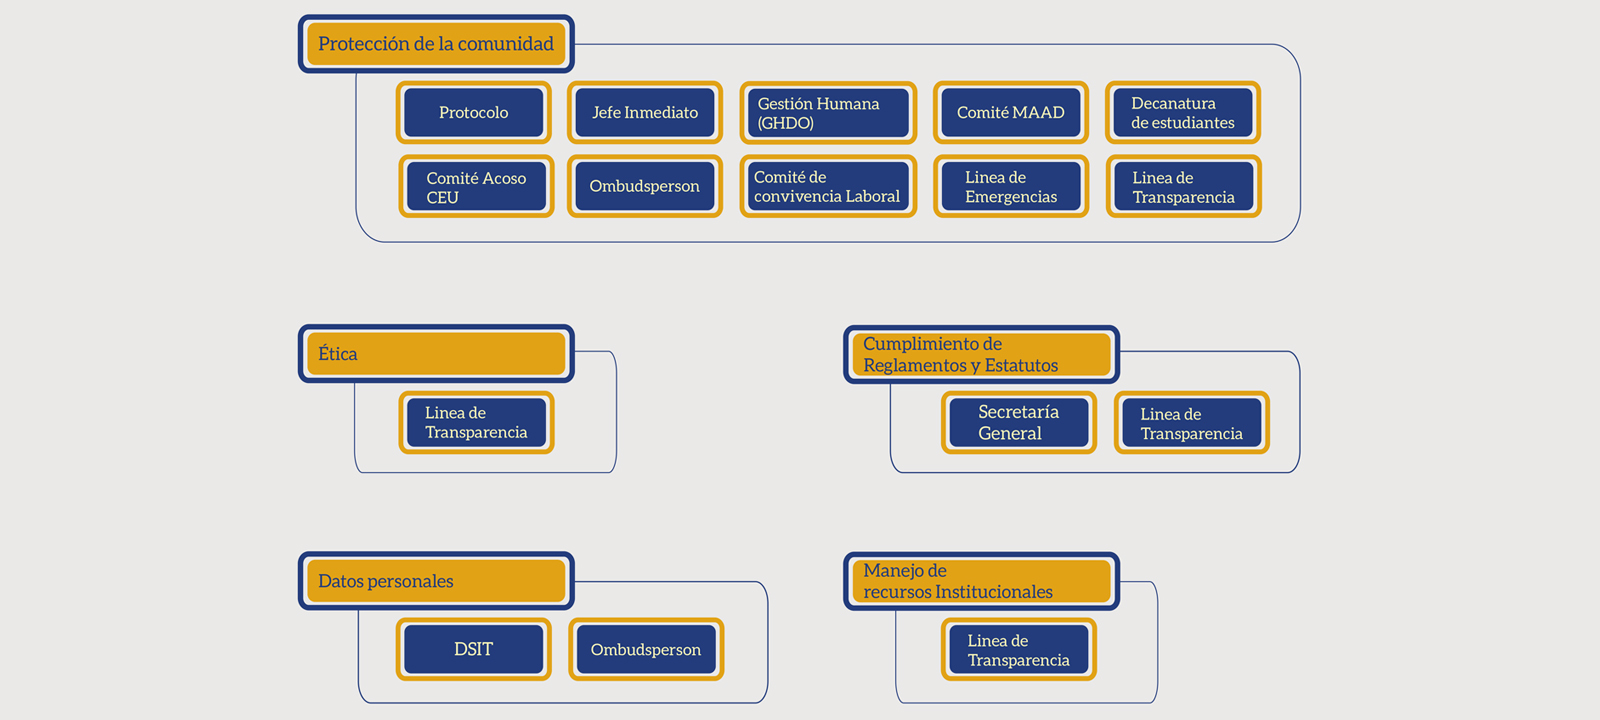 Protección de la comunidad
Protocolo
Jefe Inmediato
Gestión Humana
(GHDO)
Comité MAAD
Decanatura
de estudiantes
Comité Acoso
CEU
Ombudsperson
Comité de
convivencia Laboral
Linea de
Emergencias
Linea de
Transparencia
Ética
Linea de
Transparencia
Cumplimiento de
Reglamentos y Estatutos
Secretaría
General
Linea de
Transparencia
Datos personales
DSIT
Ombudsperson
Manejo de
recursos Institucionales
Linea de
Transparencia